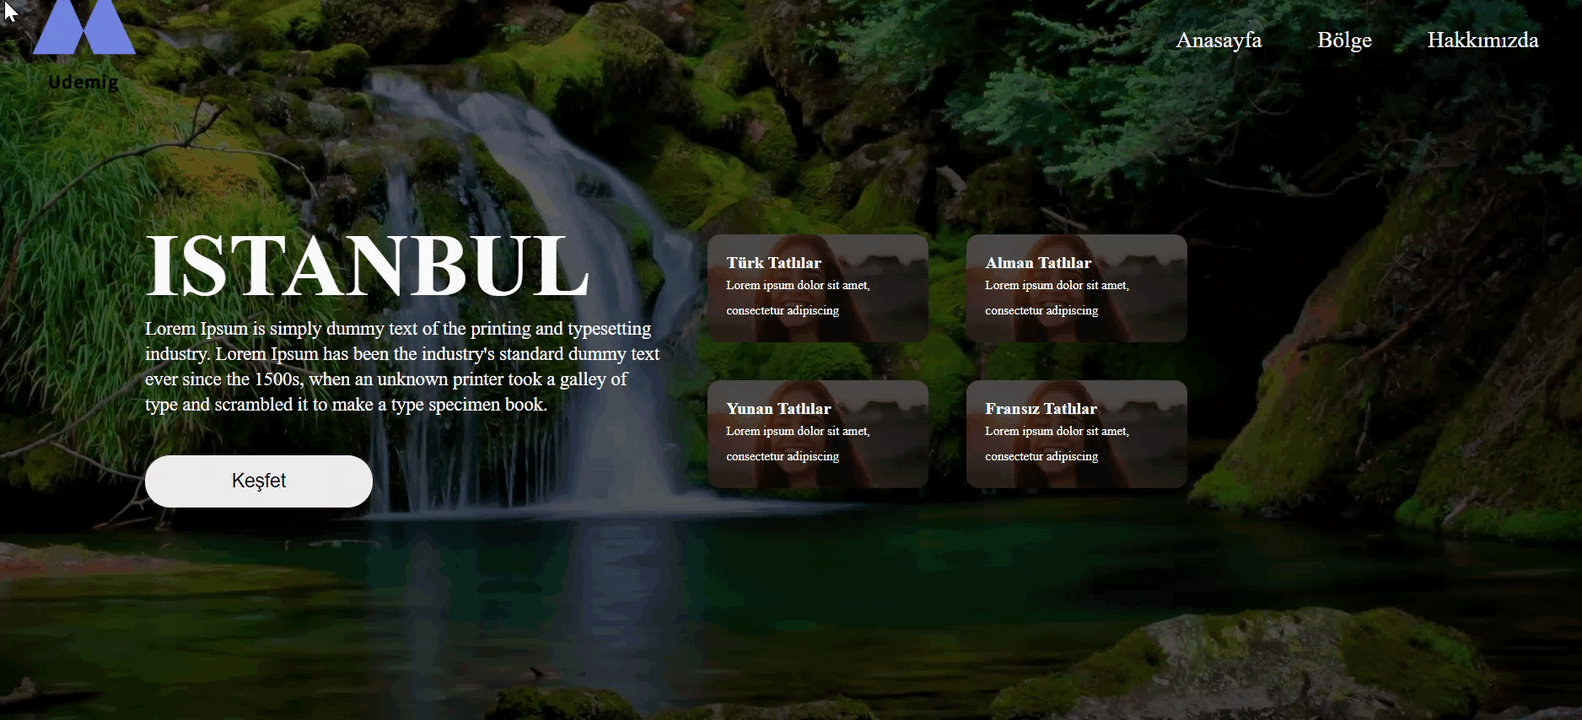 Udemig
Anasayfa Bölge Hakkımızda
ISTANBUL
Lorem Ipsum is simply dummy text of the printing and typesetting
industry. Lorem Ipsum has been the industry's standard dummy text
ever since the 1500s, when an unknown printer took a galley of
type and scrambled it to make a type specimen book.
Keşfet
Türk Tatlılar
Lorem ipsum dolor sit amet,
consectetur adipiscing
Alman Tatlılar
Lorem ipsum dolor sit amet,
consectetur adipiscing
Yunan Tatlılar
Lorem ipsum dolor sit amet,
consectetur adipiscing
Fransız Tatlılar
Lorem ipsum dolor sit amet,
consectetur adipiscing